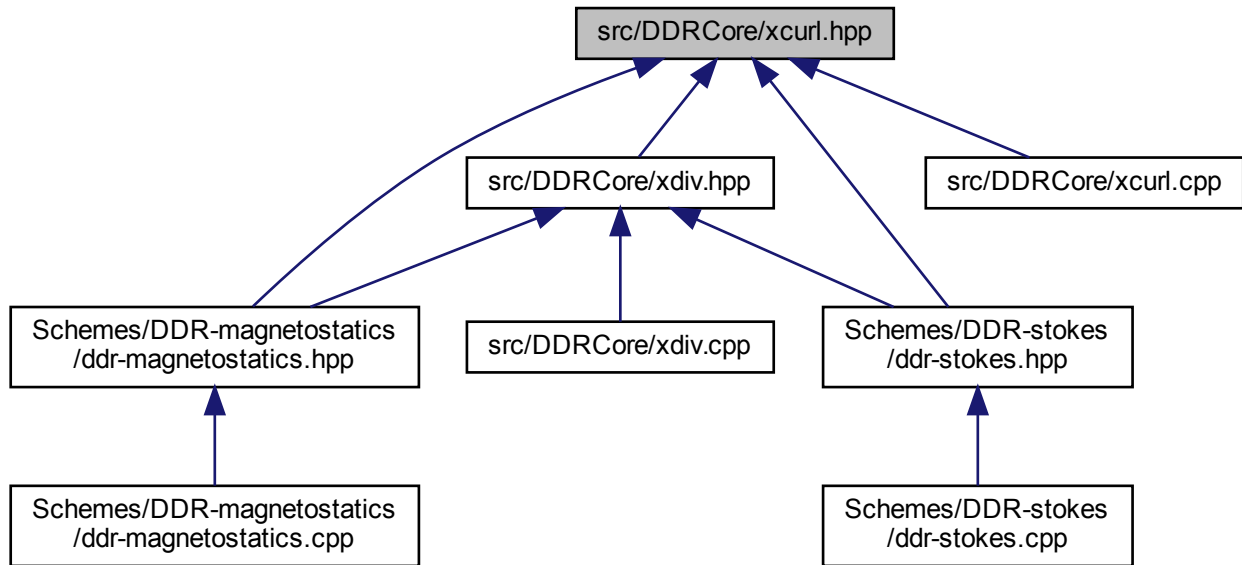 src/DDRCore/xcurl.hpp
src/DDRCore/xdiv.hpp
src/DDRCore/xcurl.cpp
Schemes/DDR-magnetostatics
/ddr-magnetostatics.hpp
src/DDRCore/xdiv.cpp
Schemes/DDR-stokes
/ddr-stokes.hpp
Schemes/DDR-magnetostatics
/ddr-magnetostatics.cpp
Schemes/DDR-stokes
/ddr-stokes.cpp